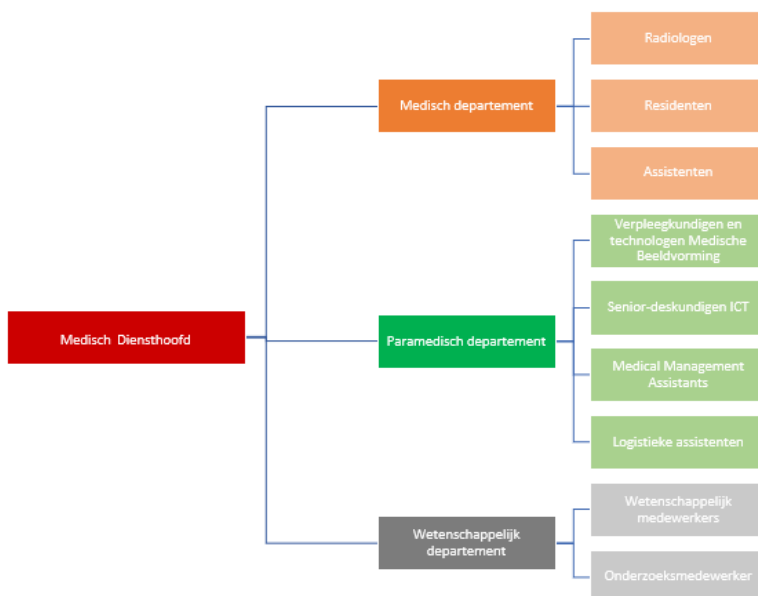 Radiologen
Medisch departement
Residenten
Assistenten
Verpleegkundigen en
technologen Medische
Beeldvorming
Senior-deskundigen ICT
Medisch Diensthoofd
Paramedisch departement
Medical Management
Assistants
Logistieke assistenten
Wetenschappelijk
medewerkers
Wetenschappelijk
departement
Onderzoeksmedewerker